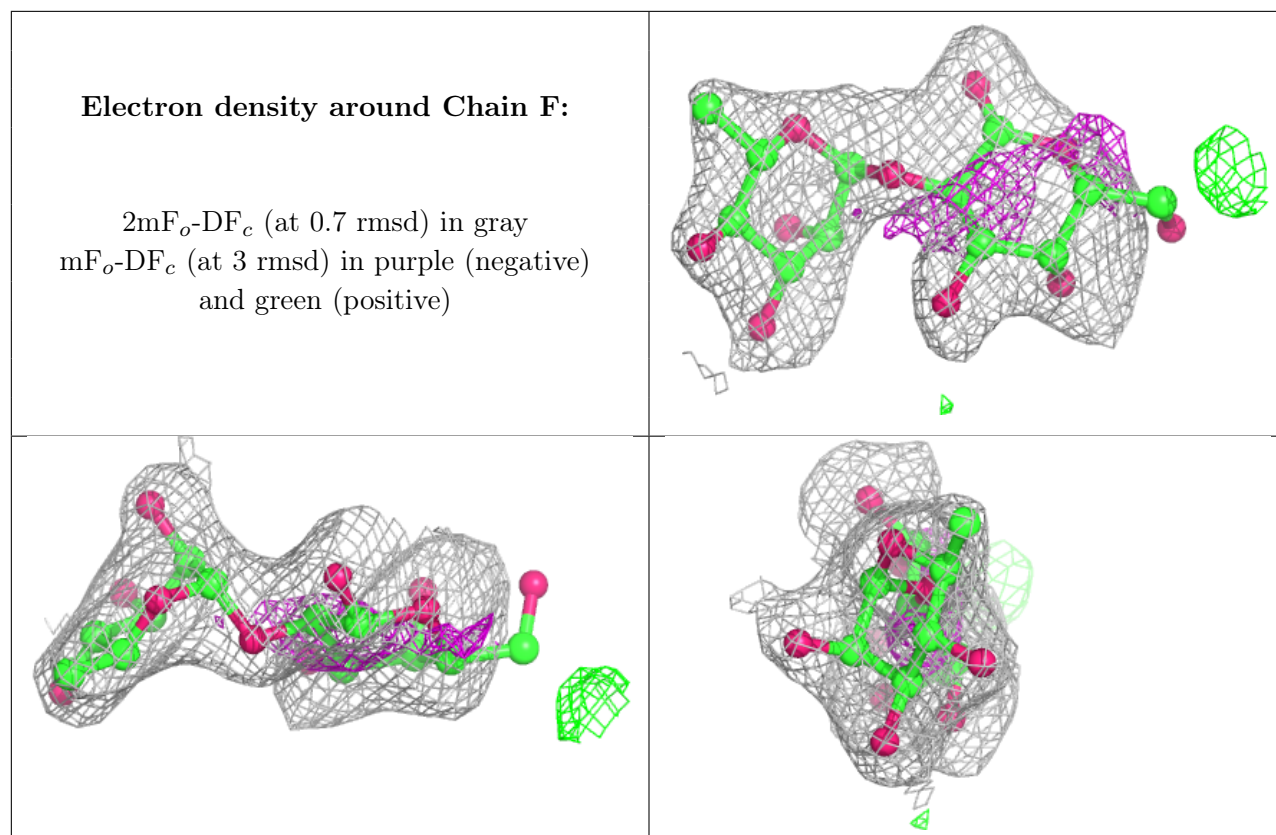 Electron density around Chain F:
2mFₒ-DF𝒸 (at 0.7 rmsd) in gray
mFₒ-DF𝒸 (at 3 rmsd) in purple (negative)
and green (positive)